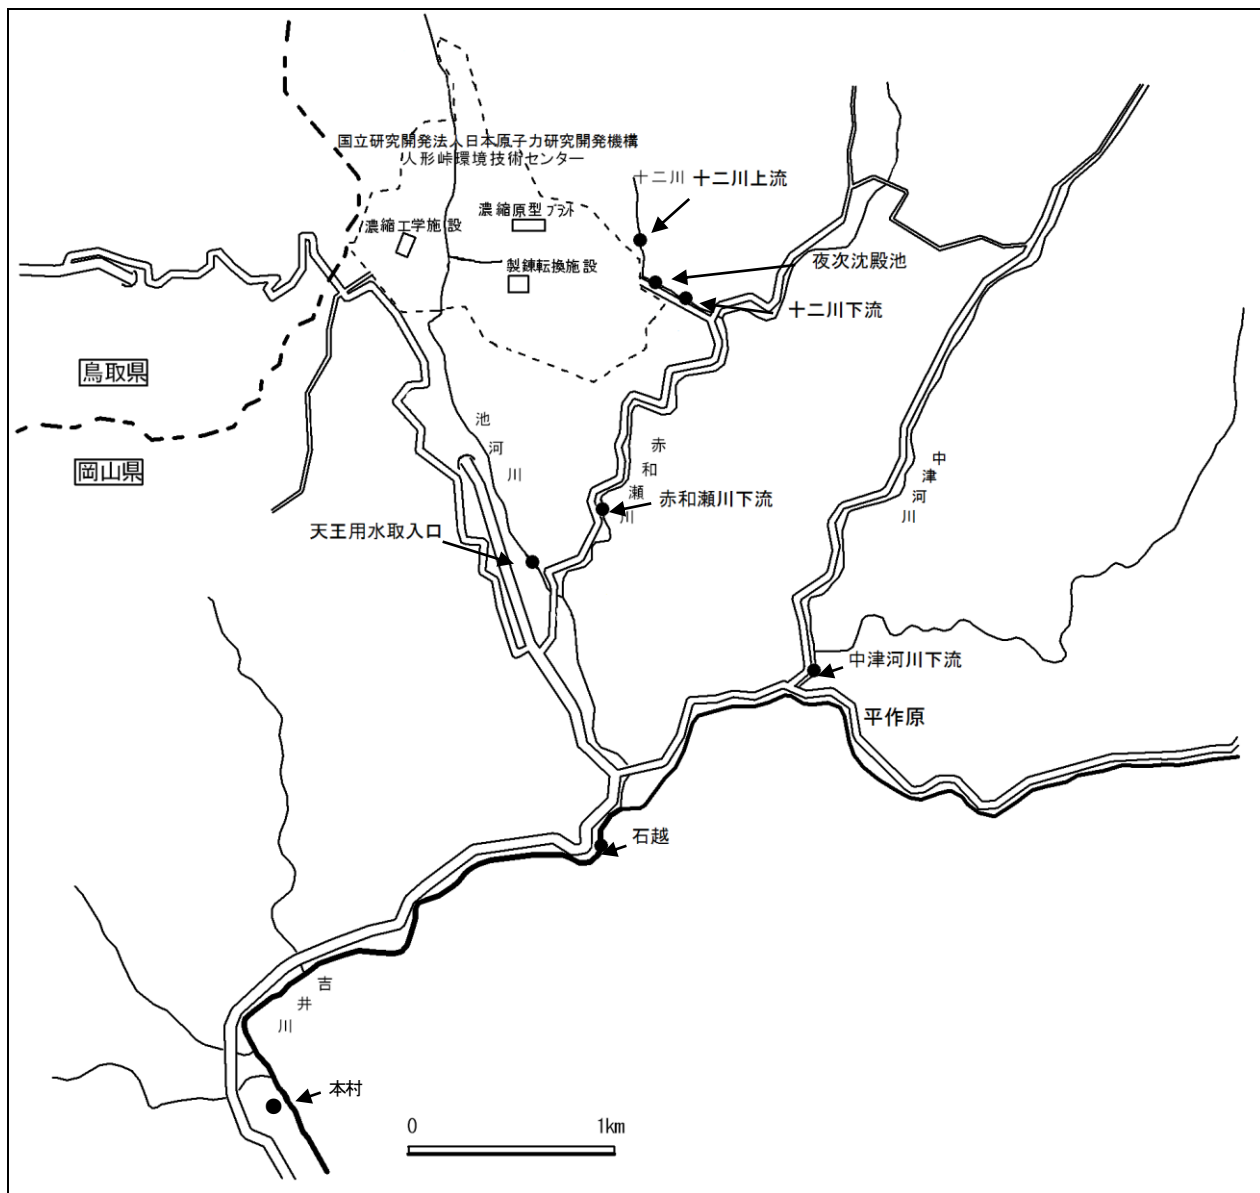 国立研究開発法人日本原子力研究開発機構
人形峠環境技術センター
十二川
十二川上流
濃縮原型プラント
濃縮工学施設
製錬転換施設
夜次沈殿池
十二川下流
鳥取県
岡山県
池河川
赤和瀬川
中津河川
赤和瀬川下流
天王用水取入口
中津河川下流
平作原
石越
吉井川
本村
0
1km